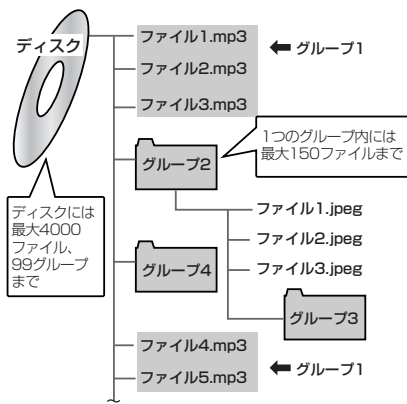 ディスク
ファイル1.mp3
グループ1
ファイル2.mp3
ファイル3.mp3
グループ2
1つのグループ内には
最大150ファイルまで
ディスクには
最大4000
ファイル、
99グループ
まで
ファイル1.jpeg
ファイル2.jpeg
ファイル3.jpeg
グループ4
グループ3
ファイル4.mp3
グループ1
ファイル5.mp3